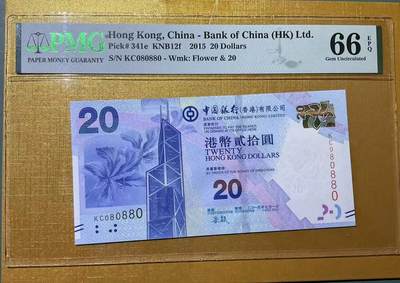 PMG
PAPER MONEY GUARANTY
Hong Kong, China - Bank of China (HK) Ltd.
Pick# 341e KNB12f 2015 20 Dollars
S/N KC080880 - Wmk: Flower & 20
66 EPQ
Gem Uncirculated
20
中國銀行(香港)有限公司
BANK OF CHINA (HONG KONG) LIMITED
港幣貳拾圓
TWENTY
HONG KONG DOLLARS
20
KC080880
KC080880